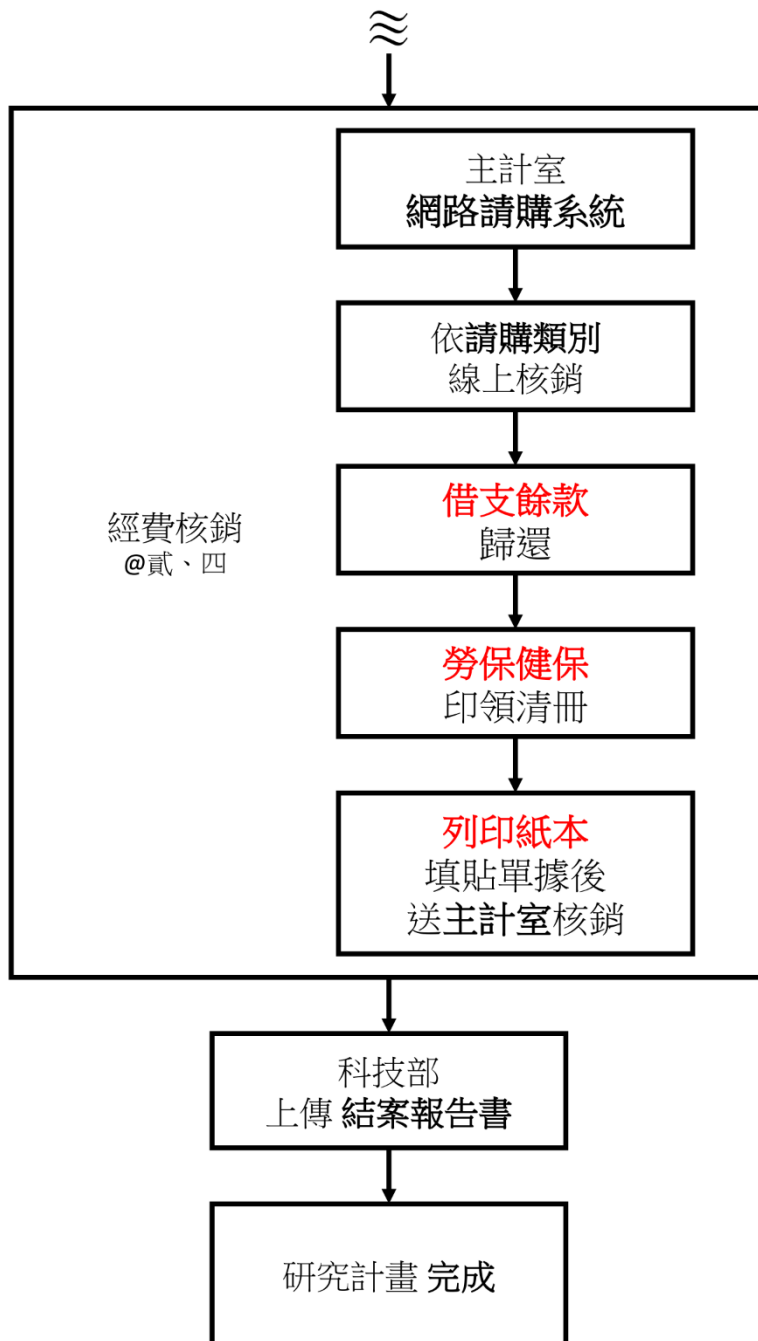 主計室
網路請購系統
依請購類別
線上核銷
借支餘款
歸還
經費核銷
@貳、四
勞保健保
印領清冊
列印紙本
填貼單據後
送主計室核銷
科技部
上傳 結案報告書
研究計畫 完成